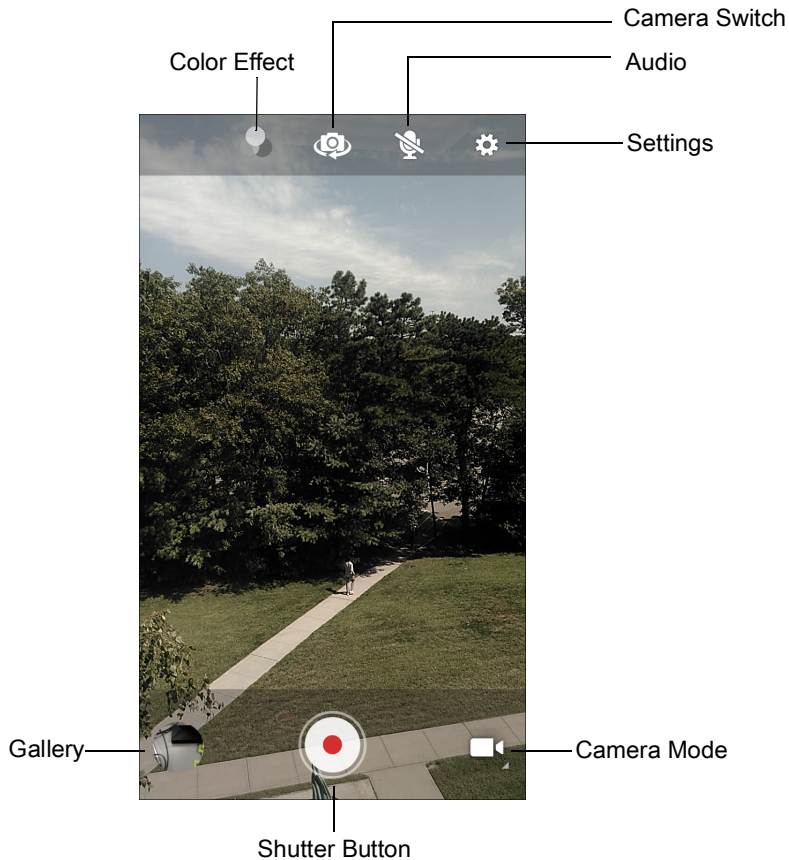 Camera Switch
Color Effect
Audio
Settings
Gallery
Camera Mode
Shutter Button